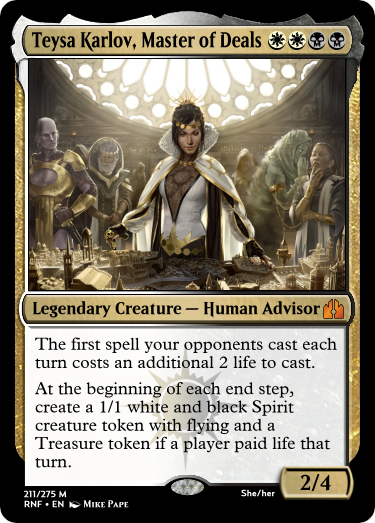 Teysa Karlov, Master of Deals
Legendary Creature — Human Advisor
The first spell your opponents cast each
turn costs an additional 2 life to cast.
At the beginning of each end step,
create a 1/1 white and black Spirit
creature token with flying and a
Treasure token if a player paid life that
turn.
2/4
211/275 M
RNF • EN Mike Pape
She/her